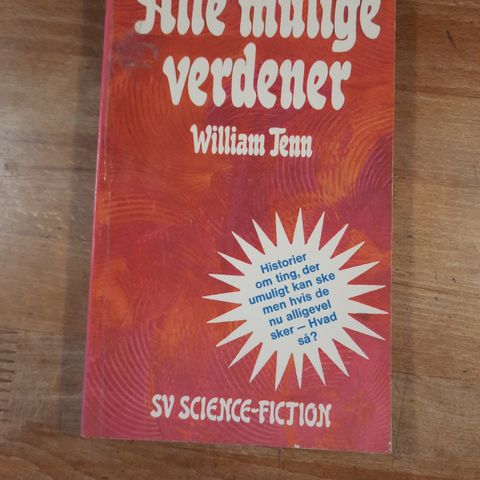 Alle mulige
verdener
William Tenn
Historier
om ting, der
umuligt kan ske
men hvis de
nu alligevel
sker – Hvad
så?
SV SCIENCE-FICTION